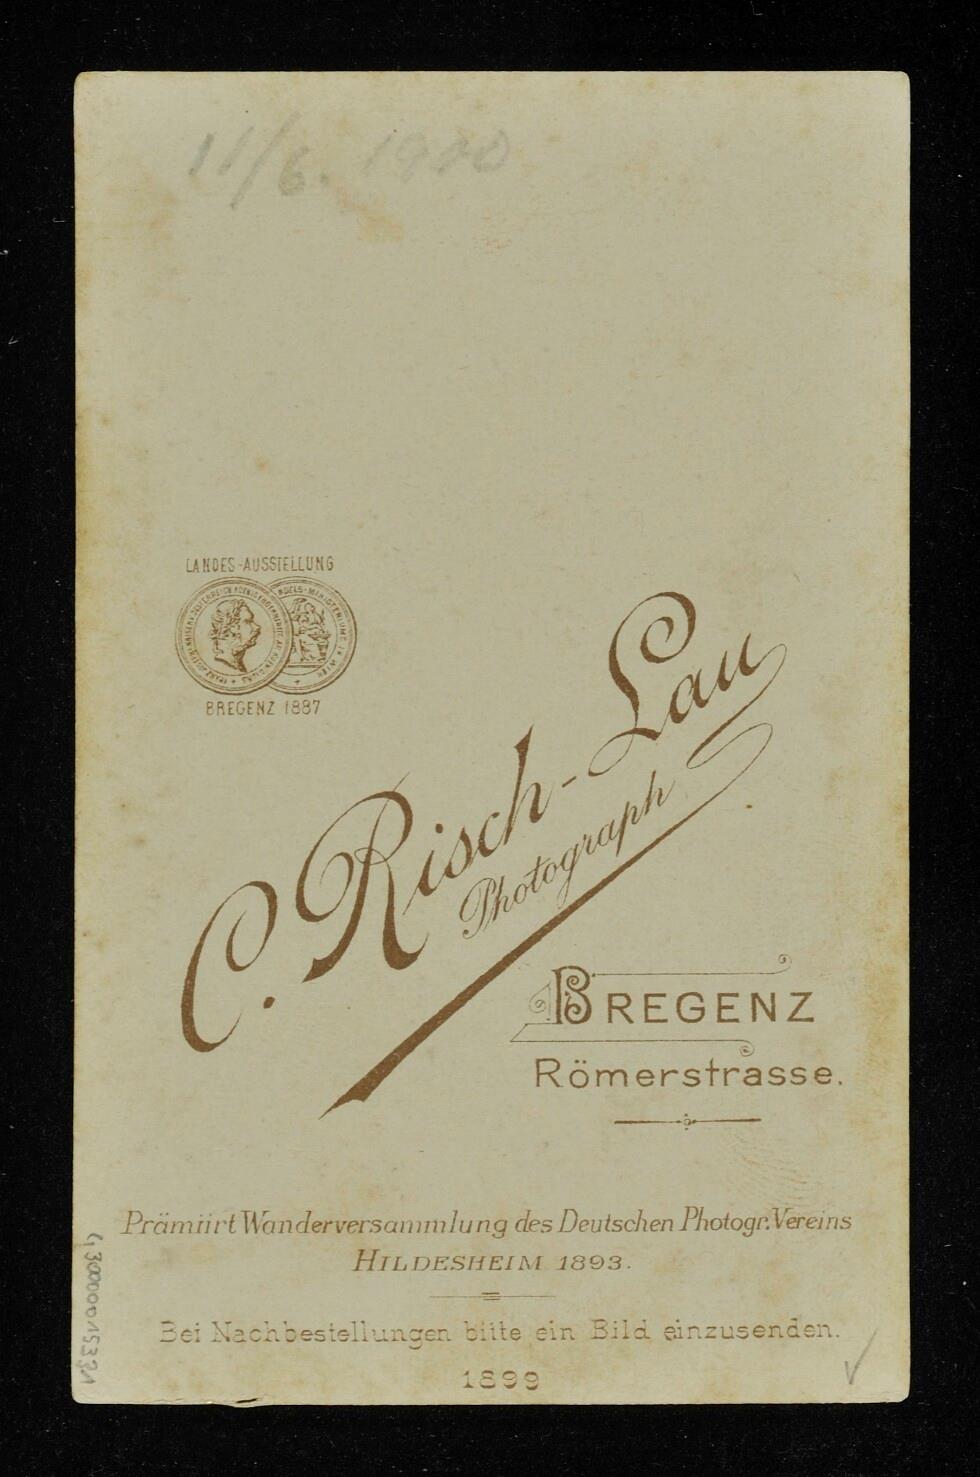 11/6. 1900
LANDES-AUSSTELLUNG
BREGENZ 1887
C. Risch-Lau
Photograph
BREGENZ
Römerstrasse.
Prämiirt Wanderversammlung des Deutschen Photogr. Vereins
HILDESHEIM 1893.
Bei Nachbestellungen bitte ein Bild einzusenden.
1899